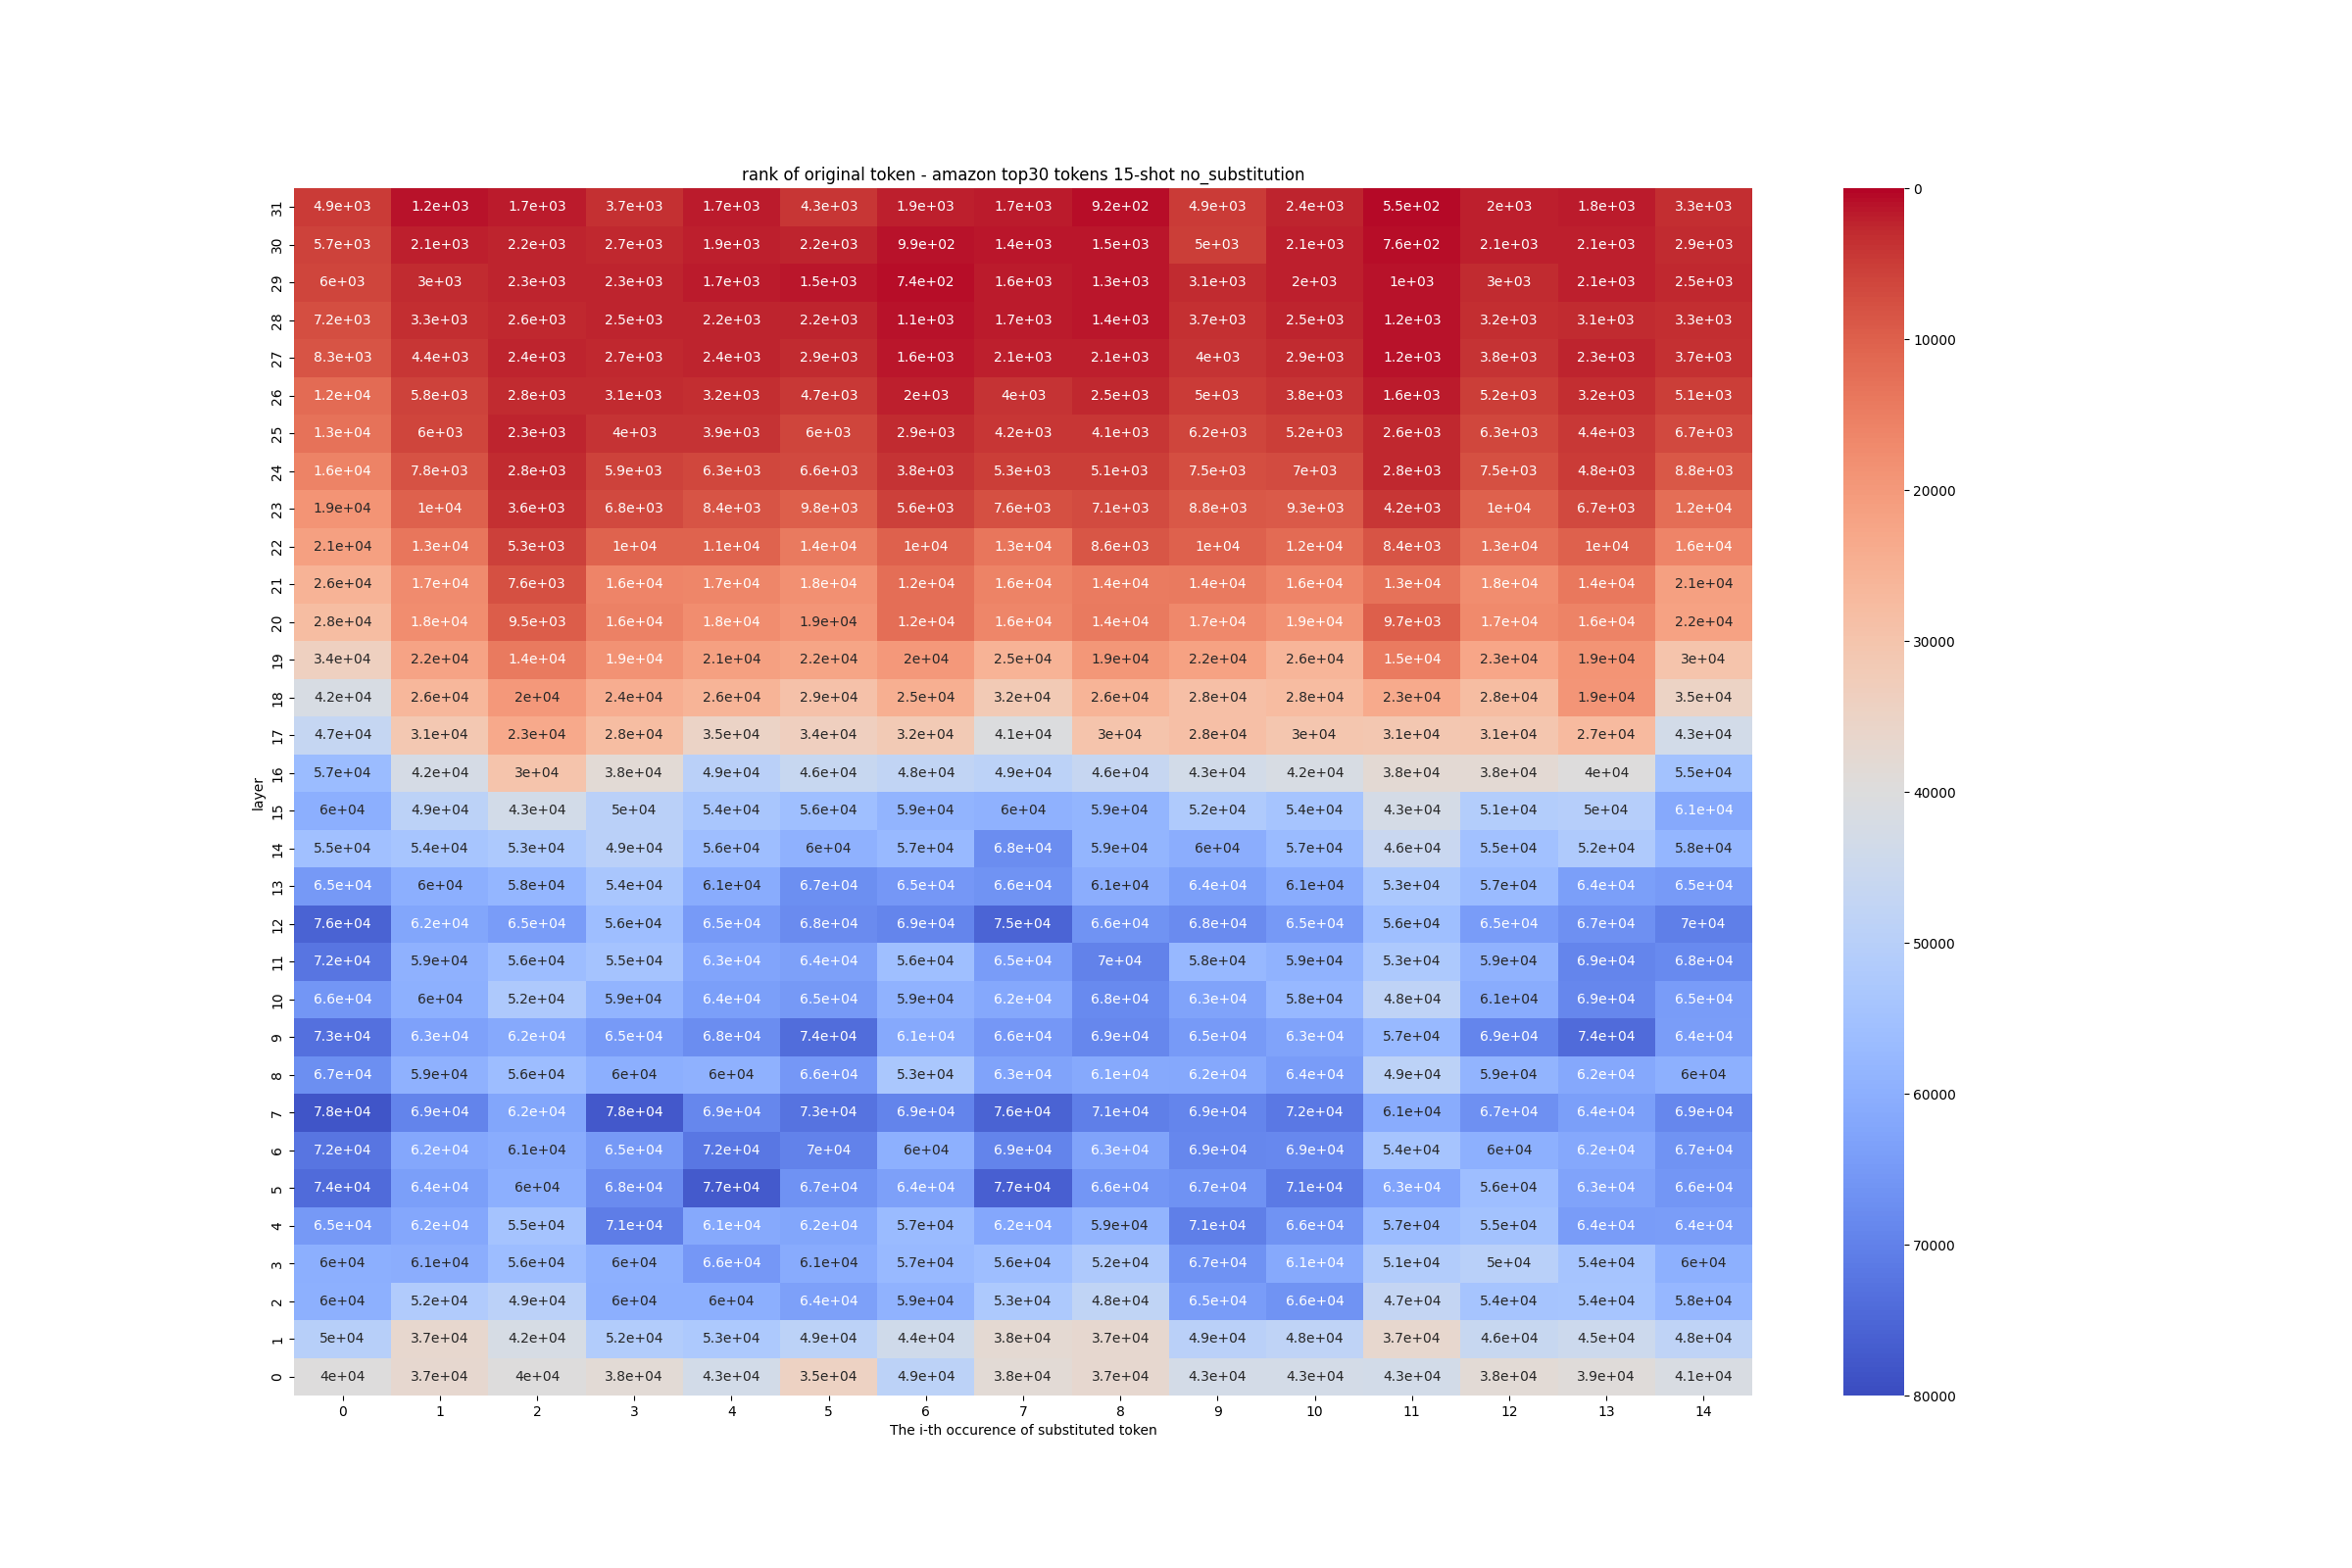 rank of original token - amazon top30 tokens 15-shot no_substitution
31 4.9e+03 1.2e+03 1.7e+03 3.7e+03 1.7e+03 4.3e+03 1.9e+03 1.7e+03 9.2e+02 4.9e+03 2.4e+03 5.5e+02 2e+03 1.8e+03 3.3e+03
30 5.7e+03 2.1e+03 2.2e+03 2.7e+03 1.9e+03 2.2e+03 9.9e+02 1.4e+03 1.5e+03 5e+03 2.1e+03 7.6e+02 2.1e+03 2.1e+03 2.9e+03
29 6e+03 3e+03 2.3e+03 2.3e+03 1.7e+03 1.5e+03 7.4e+02 1.6e+03 1.3e+03 3.1e+03 2e+03 1e+03 3e+03 2.1e+03 2.5e+03
28 7.2e+03 3.3e+03 2.6e+03 2.5e+03 2.2e+03 2.2e+03 1.1e+03 1.7e+03 1.4e+03 3.7e+03 2.5e+03 1.2e+03 3.2e+03 3.1e+03 3.3e+03
27 8.3e+03 4.4e+03 2.4e+03 2.7e+03 2.4e+03 2.9e+03 1.6e+03 2.1e+03 2.1e+03 4e+03 2.9e+03 1.2e+03 3.8e+03 2.3e+03 3.7e+03
26 1.2e+04 5.8e+03 2.8e+03 3.1e+03 3.2e+03 4.7e+03 2e+03 4e+03 2.5e+03 5e+03 3.8e+03 1.6e+03 5.2e+03 3.2e+03 5.1e+03
25 1.3e+04 6e+03 2.3e+03 4e+03 3.9e+03 6e+03 2.9e+03 4.2e+03 4.1e+03 6.2e+03 5.2e+03 2.6e+03 6.3e+03 4.4e+03 6.7e+03
24 1.6e+04 7.8e+03 2.8e+03 5.9e+03 6.3e+03 6.6e+03 3.8e+03 5.3e+03 5.1e+03 7.5e+03 7e+03 2.8e+03 7.5e+03 4.8e+03 8.8e+03
23 1.9e+04 1e+04 3.6e+03 6.8e+03 8.4e+03 9.8e+03 5.6e+03 7.6e+03 7.1e+03 8.8e+03 9.3e+03 4.2e+03 1e+04 6.7e+03 1.2e+04
22 2.1e+04 1.3e+04 5.3e+03 1e+04 1.1e+04 1.4e+04 1e+04 1.3e+04 8.6e+03 1e+04 1.2e+04 8.4e+03 1.3e+04 1e+04 1.6e+04
21 2.6e+04 1.7e+04 7.6e+03 1.6e+04 1.7e+04 1.8e+04 1.2e+04 1.6e+04 1.4e+04 1.4e+04 1.6e+04 1.3e+04 1.8e+04 1.4e+04 2.1e+04
20 2.8e+04 1.8e+04 9.5e+03 1.6e+04 1.8e+04 1.9e+04 1.2e+04 1.6e+04 1.4e+04 1.7e+04 1.9e+04 9.7e+03 1.7e+04 1.6e+04 2.2e+04
19 3.4e+04 2.2e+04 1.4e+04 1.9e+04 2.1e+04 2.2e+04 2e+04 2.5e+04 1.9e+04 2.2e+04 2.6e+04 1.5e+04 2.3e+04 1.9e+04 3e+04
18 4.2e+04 2.6e+04 2e+04 2.4e+04 2.6e+04 2.9e+04 2.5e+04 3.2e+04 2.6e+04 2.8e+04 2.8e+04 2.3e+04 2.8e+04 1.9e+04 3.5e+04
17 4.7e+04 3.1e+04 2.3e+04 2.8e+04 3.5e+04 3.4e+04 3.2e+04 4.1e+04 3e+04 2.8e+04 3e+04 3.1e+04 3.1e+04 2.7e+04 4.3e+04
16 5.7e+04 4.2e+04 3e+04 3.8e+04 4.9e+04 4.6e+04 4.8e+04 4.9e+04 4.6e+04 4.3e+04 4.2e+04 3.8e+04 3.8e+04 4e+04 5.5e+04
15 6e+04 4.9e+04 4.3e+04 5e+04 5.4e+04 5.6e+04 5.9e+04 6e+04 5.9e+04 5.2e+04 5.4e+04 4.3e+04 5.1e+04 5e+04 6.1e+04
14 5.5e+04 5.4e+04 5.3e+04 4.9e+04 5.6e+04 6e+04 5.7e+04 6.8e+04 5.9e+04 6e+04 5.7e+04 4.6e+04 5.5e+04 5.2e+04 5.8e+04
13 6.5e+04 6e+04 5.8e+04 5.4e+04 6.1e+04 6.7e+04 6.5e+04 6.6e+04 6.1e+04 6.4e+04 6.1e+04 5.3e+04 5.7e+04 6.4e+04 6.5e+04
12 7.6e+04 6.2e+04 6.5e+04 5.6e+04 6.5e+04 6.8e+04 6.9e+04 7.5e+04 6.6e+04 6.8e+04 6.5e+04 5.6e+04 6.5e+04 6.7e+04 7e+04
11 7.2e+04 5.9e+04 5.6e+04 5.5e+04 6.3e+04 6.4e+04 5.6e+04 6.5e+04 7e+04 5.8e+04 5.9e+04 5.3e+04 5.9e+04 6.9e+04 6.8e+04
10 6.6e+04 6e+04 5.2e+04 5.9e+04 6.4e+04 6.5e+04 5.9e+04 6.2e+04 6.8e+04 6.3e+04 5.8e+04 4.8e+04 6.1e+04 6.9e+04 6.5e+04
9 7.3e+04 6.3e+04 6.2e+04 6.5e+04 6.8e+04 7.4e+04 6.1e+04 6.6e+04 6.9e+04 6.5e+04 6.3e+04 5.7e+04 6.9e+04 7.4e+04 6.4e+04
8 6.7e+04 5.9e+04 5.6e+04 6e+04 6e+04 6.6e+04 5.3e+04 6.3e+04 6.1e+04 6.2e+04 6.4e+04 4.9e+04 5.9e+04 6.2e+04 6e+04
7 7.8e+04 6.9e+04 6.2e+04 7.8e+04 6.9e+04 7.3e+04 6.9e+04 7.6e+04 7.1e+04 6.9e+04 7.2e+04 6.1e+04 6.7e+04 6.4e+04 6.9e+04
6 7.2e+04 6.2e+04 6.1e+04 6.5e+04 7.2e+04 7e+04 6e+04 6.9e+04 6.3e+04 6.9e+04 6.9e+04 5.4e+04 6e+04 6.2e+04 6.7e+04
5 7.4e+04 6.4e+04 6e+04 6.8e+04 7.7e+04 6.7e+04 6.4e+04 7.7e+04 6.6e+04 6.7e+04 7.1e+04 6.3e+04 5.6e+04 6.3e+04 6.6e+04
4 6.5e+04 6.2e+04 5.5e+04 7.1e+04 6.1e+04 6.2e+04 5.7e+04 6.2e+04 5.9e+04 7.1e+04 6.6e+04 5.7e+04 5.5e+04 6.4e+04 6.4e+04
3 6e+04 6.1e+04 5.6e+04 6e+04 6.6e+04 6.1e+04 5.7e+04 5.6e+04 5.2e+04 6.7e+04 6.1e+04 5.1e+04 5e+04 5.4e+04 6e+04
2 6e+04 5.2e+04 4.9e+04 6e+04 6e+04 6.4e+04 5.9e+04 5.3e+04 4.8e+04 6.5e+04 6.6e+04 4.7e+04 5.4e+04 5.4e+04 5.8e+04
1 5e+04 3.7e+04 4.2e+04 5.2e+04 5.3e+04 4.9e+04 4.4e+04 3.8e+04 3.7e+04 4.9e+04 4.8e+04 3.7e+04 4.6e+04 4.5e+04 4.8e+04
0 4e+04 3.7e+04 4e+04 3.8e+04 4.3e+04 3.5e+04 4.9e+04 3.8e+04 3.7e+04 4.3e+04 4.3e+04 4.3e+04 3.8e+04 3.9e+04 4.1e+04
0 1 2 3 4 5 6 7 8 9 10 11 12 13 14
The i-th occurence of substituted token
layer
0
10000
20000
30000
40000
50000
60000
70000
80000